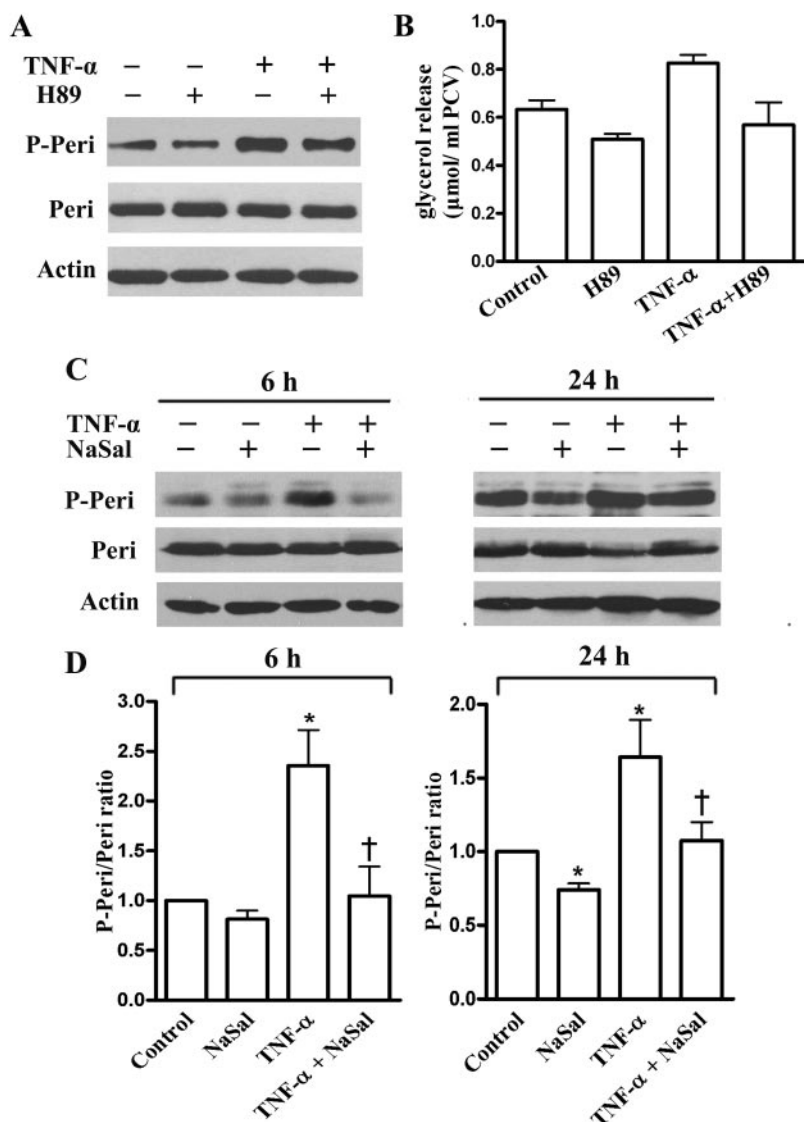 A
TNF-α – – + +
H89 – + – +
P-Peri
Peri
Actin
B
glycerol release
(μmol/ ml PCV)
1.0
0.8
0.6
0.4
0.2
0.0
Control
H89
TNF-α
TNF-α+H89
C
6 h
TNF-α – – + +
NaSal – + – +
P-Peri
Peri
Actin
24 h
– – + +
– + – +
D
6 h
P-Peri/Peri ratio
3.0
2.5
2.0
1.5
1.0
0.5
0.0
*
†
Control
NaSal
TNF-α
TNF-α + NaSal
24 h
P-Peri/Peri ratio
2.0
1.5
1.0
0.5
0.0
*
*
†
Control
NaSal
TNF-α
TNF-α + NaSal